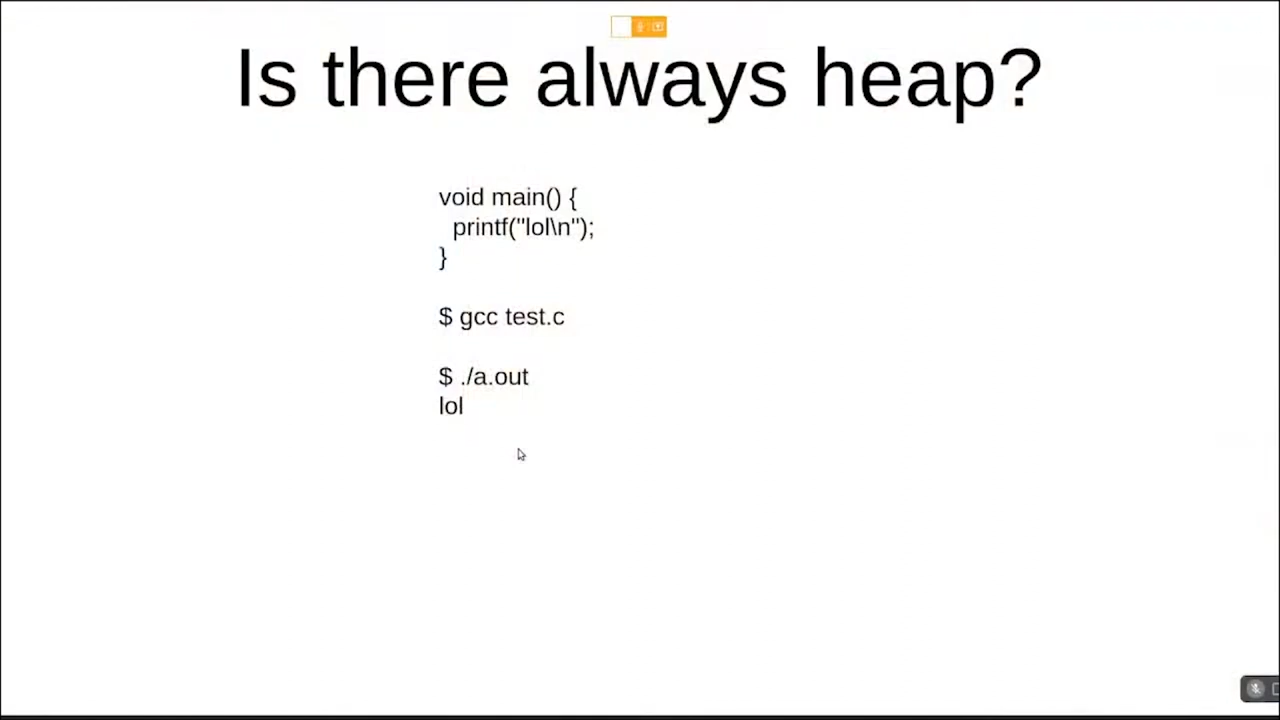 Is there always heap?
void main() {
printf("lol\n");
}
$ gcc test.c
$ ./a.out
lol